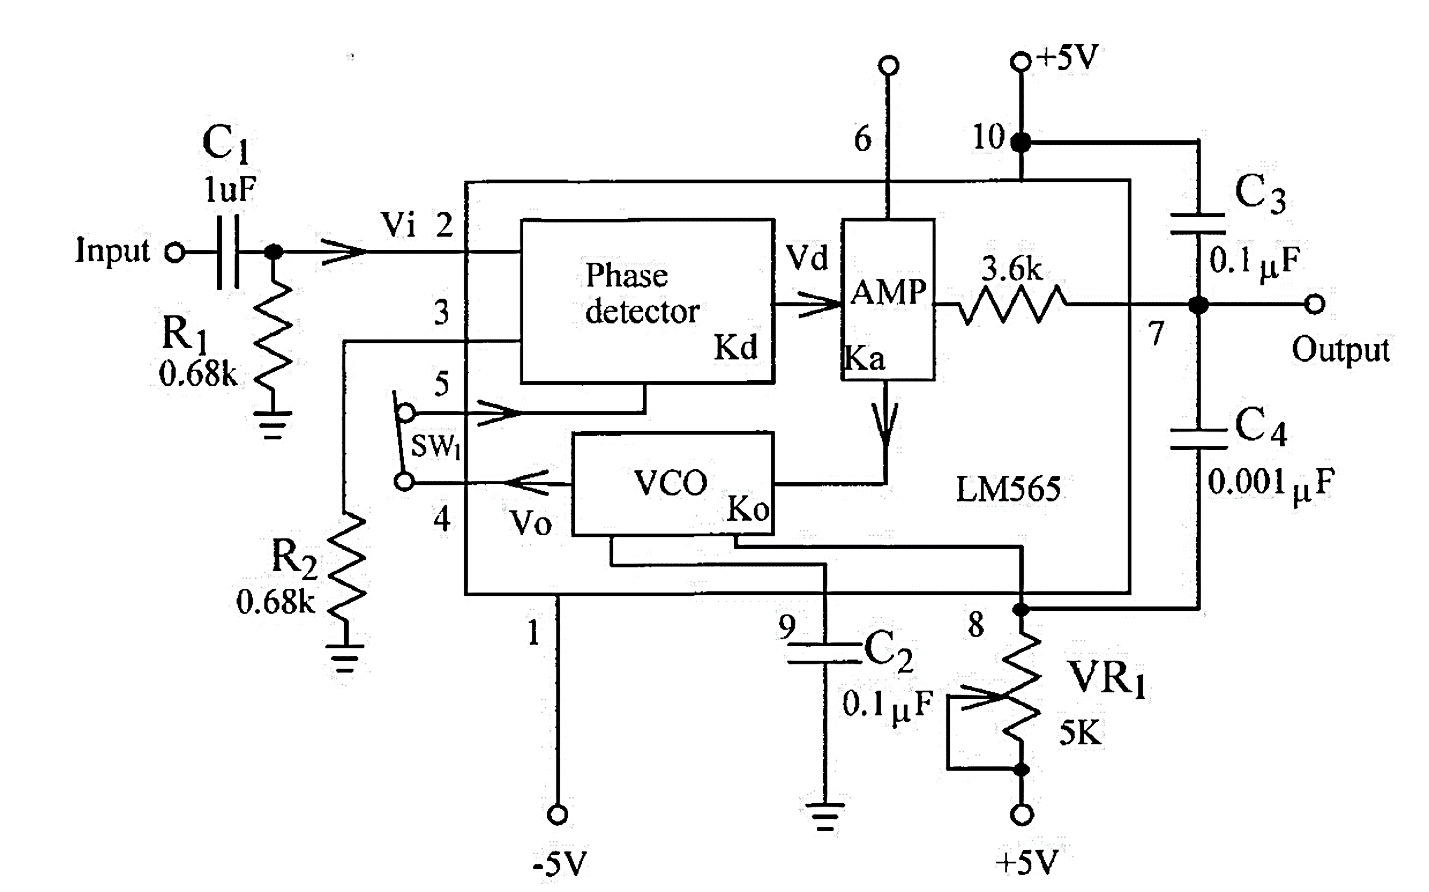 +5V
6
10
C1
1uF
Input
Vi
2
C3
0.1μF
Phase
detector
Kd
Vd
AMP
Ka
3.6k
3
R1
0.68k
7
Output
5
SW1
4
VCO
Ko
Vo
LM565
C4
0.001μF
R2
0.68k
1
9
C2
0.1μF
8
VR1
5K
-5V
+5V